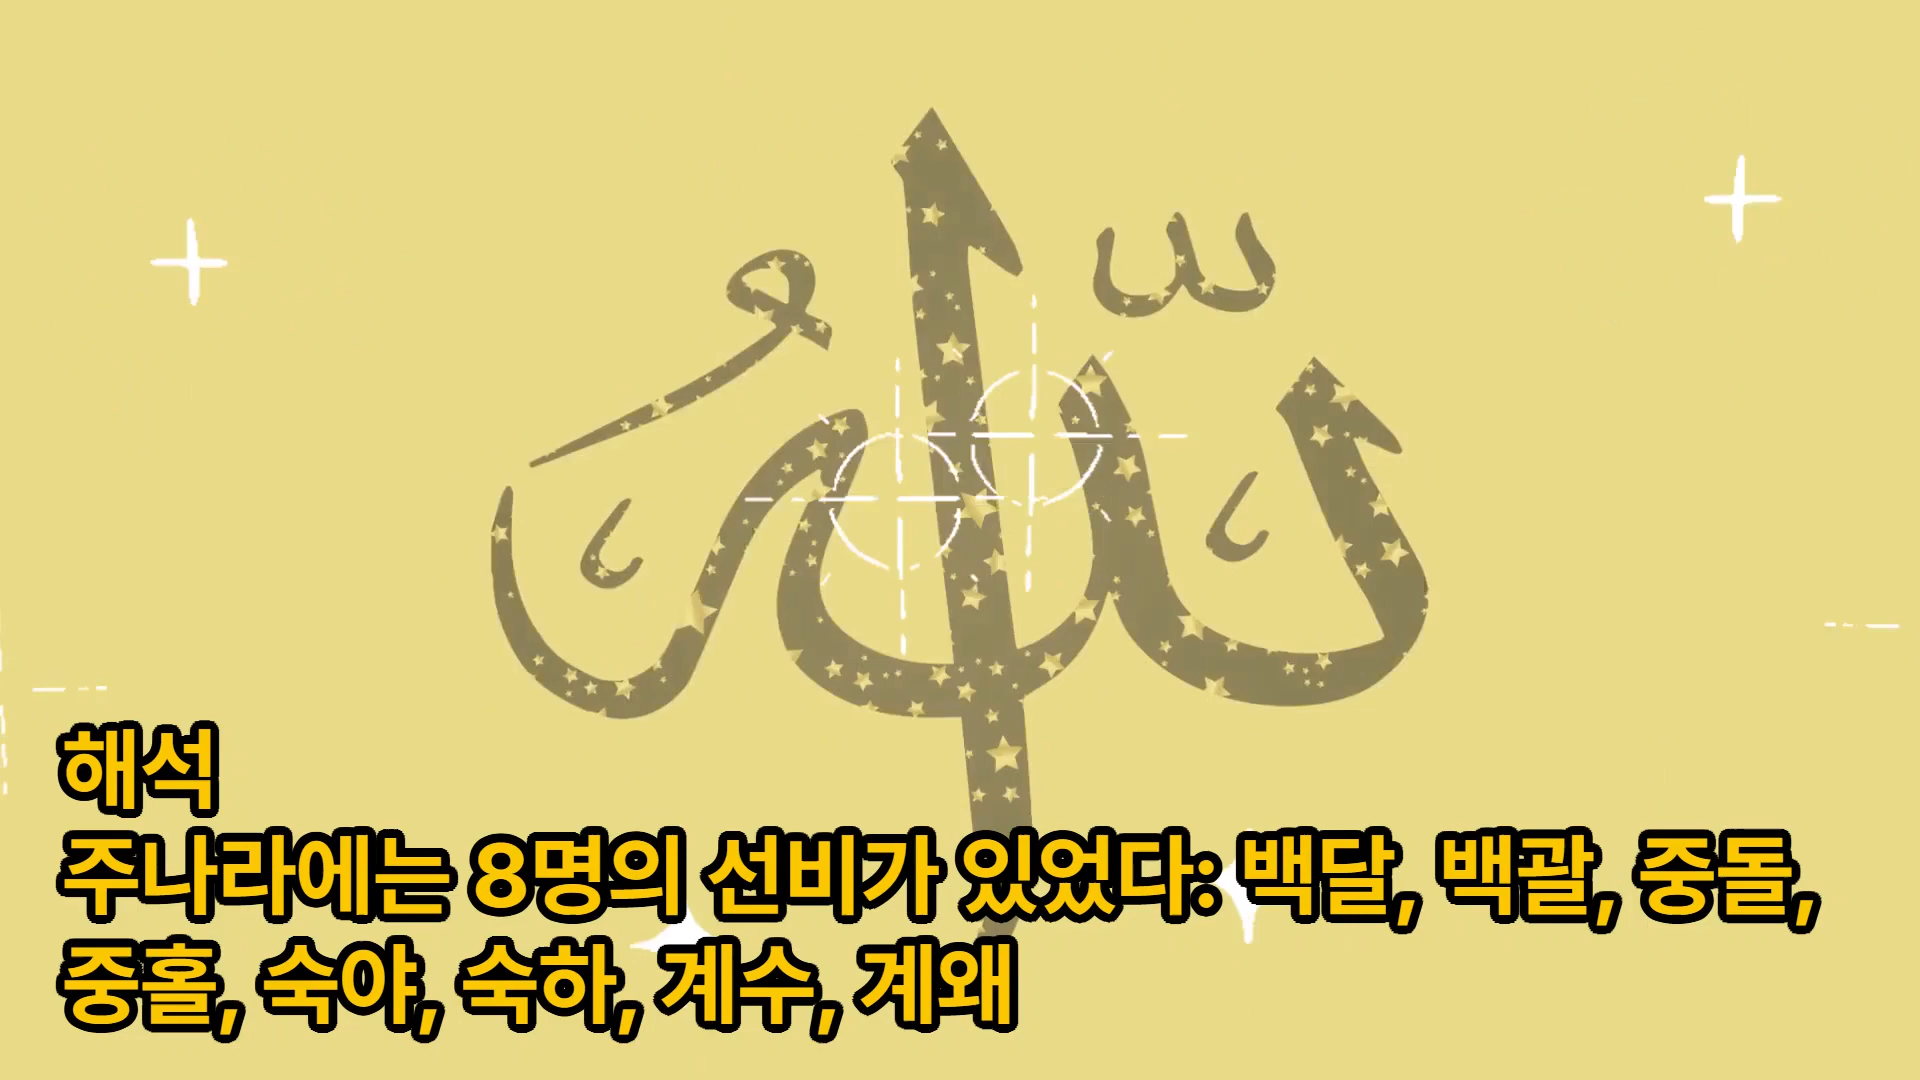 ﷲ
해석
주나라에는 8명의 선비가 있었다: 백달, 백괄, 중돌,
중홀, 숙야, 숙하, 계수, 계왜